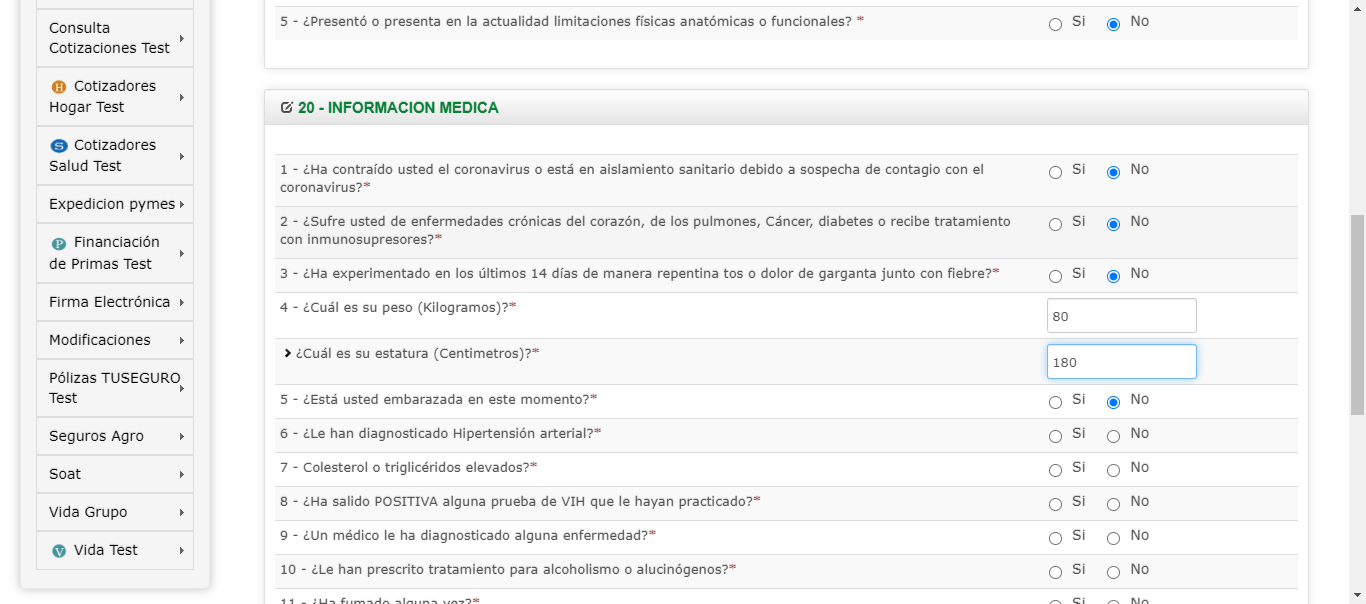 Consulta
Cotizaciones Test
Cotizadores
Hogar Test
Cotizadores
Salud Test
Expedicion pymes
Financiación
de Primas Test
Firma Electrónica
Modificaciones
Pólizas TUSEGURO
Test
Seguros Agro
Soat
Vida Grupo
Vida Test
5 - ¿Presentó o presenta en la actualidad limitaciones físicas anatómicas o funcionales? * Si No
20 - INFORMACION MEDICA
1 - ¿Ha contraído usted el coronavirus o está en aislamiento sanitario debido a sospecha de contagio con el Si No
coronavirus?*
2 - ¿Sufre usted de enfermedades crónicas del corazón, de los pulmones, Cáncer, diabetes o recibe tratamiento Si No
con inmunosupresores?*
3 - ¿Ha experimentado en los últimos 14 días de manera repentina tos o dolor de garganta junto con fiebre?* Si No
4 - ¿Cuál es su peso (Kilogramos)?* 80
¿Cuál es su estatura (Centimetros)?* 180
5 - ¿Está usted embarazada en este momento?* Si No
6 - ¿Le han diagnosticado Hipertensión arterial?* Si No
7 - Colesterol o triglicéridos elevados?* Si No
8 - ¿Ha salido POSITIVA alguna prueba de VIH que le hayan practicado?* Si No
9 - ¿Un médico le ha diagnosticado alguna enfermedad?* Si No
10 - ¿Le han prescrito tratamiento para alcoholismo o alucinógenos?* Si No
11 - ¿Ha fumado alguna vez?* Si No